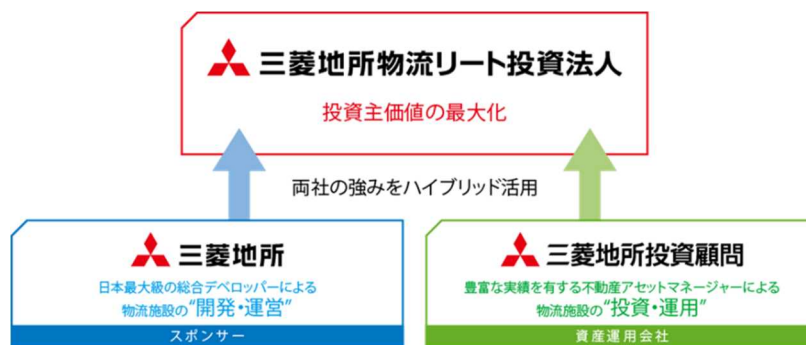 三菱地所物流リート投資法人
投資主価値の最大化
両社の強みをハイブリッド活用
三菱地所
日本最大級の総合デベロッパーによる
物流施設の“開発・運営”
スポンサー
三菱地所投資顧問
豊富な実績を有する不動産アセットマネージャーによる
物流施設の“投資・運用”
資産運用会社